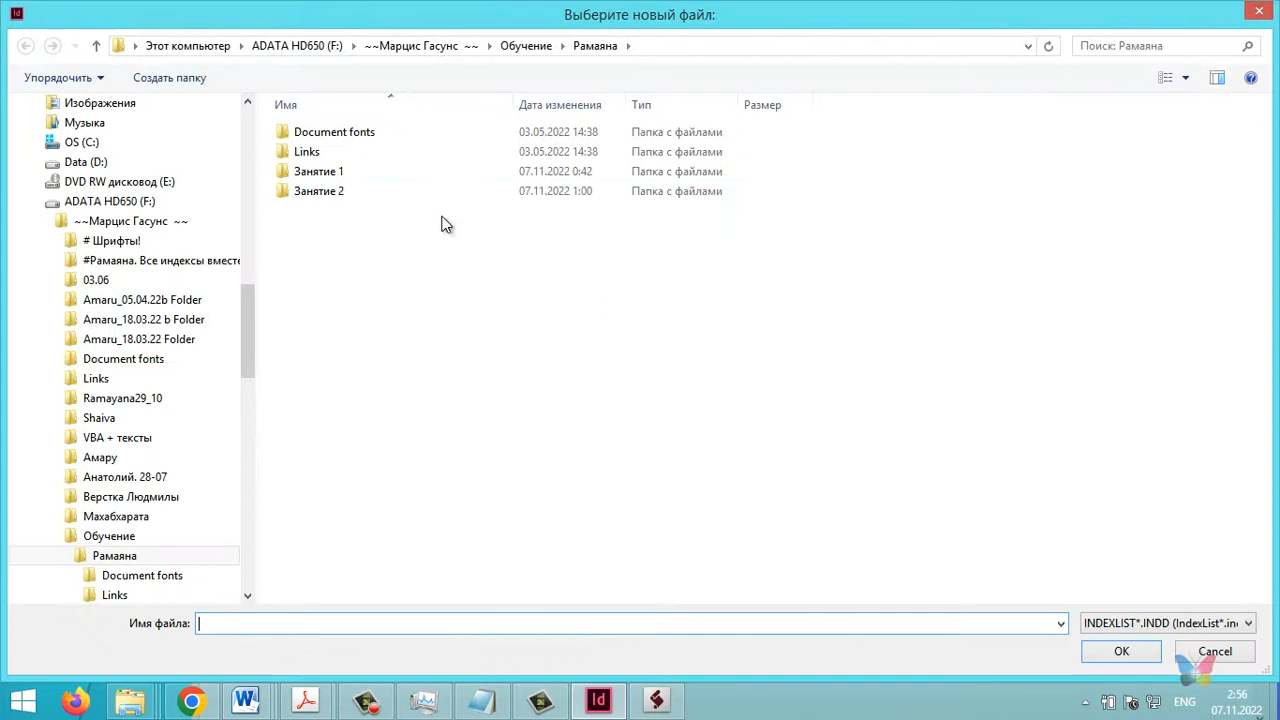 Id
Выберите новый файл:
Этот компьютер
ADATA HD650 (F:)
~~Марцис Гасунс ~~
Обучение
Рамаяна
Поиск: Рамаяна
Упорядочить
Создать папку
Имя
Дата изменения
Тип
Размер
Document fonts 03.05.2022 14:38 Папка с файлами
Links 03.05.2022 14:38 Папка с файлами
Занятие 1 07.11.2022 0:42 Папка с файлами
Занятие 2 07.11.2022 1:00 Папка с файлами
Изображения
Музыка
OS (C:)
Data (D:)
DVD RW дисковод (E:)
ADATA HD650 (F:)
~~Марцис Гасунс ~~
# Шрифты!
#Рамаяна. Все индексы вместе
03.06
Amaru_05.04.22b Folder
Amaru_18.03.22 b Folder
Amaru_18.03.22 Folder
Document fonts
Links
Ramayana29_10
Shaiva
VBA + тексты
Амару
Анатолий. 28-07
Верстка Людмилы
Махабхарата
Обучение
Рамаяна
Document fonts
Links
Имя файла:
INDEXLIST*.INDD (IndexList*.in
OK
Cancel
Id
ENG
2:56
07.11.2022